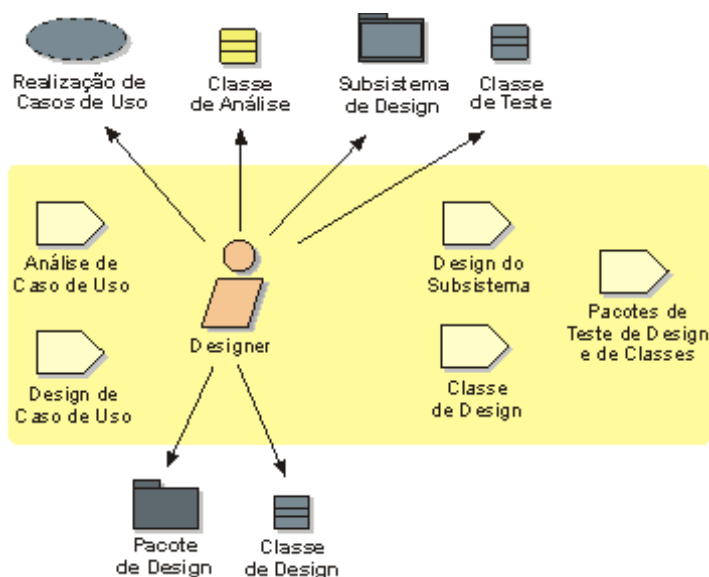 Realização de
Casos de Uso
Classe
de Análise
Subsistema
de Design
Classe
de Teste
Análise de
Caso de Uso
Design do
Subsistema
Pacotes de
Teste de Design
e de Classes
Designer
Design de
Caso de Uso
Classe
de Design
Pacote
de Design
Classe
de Design